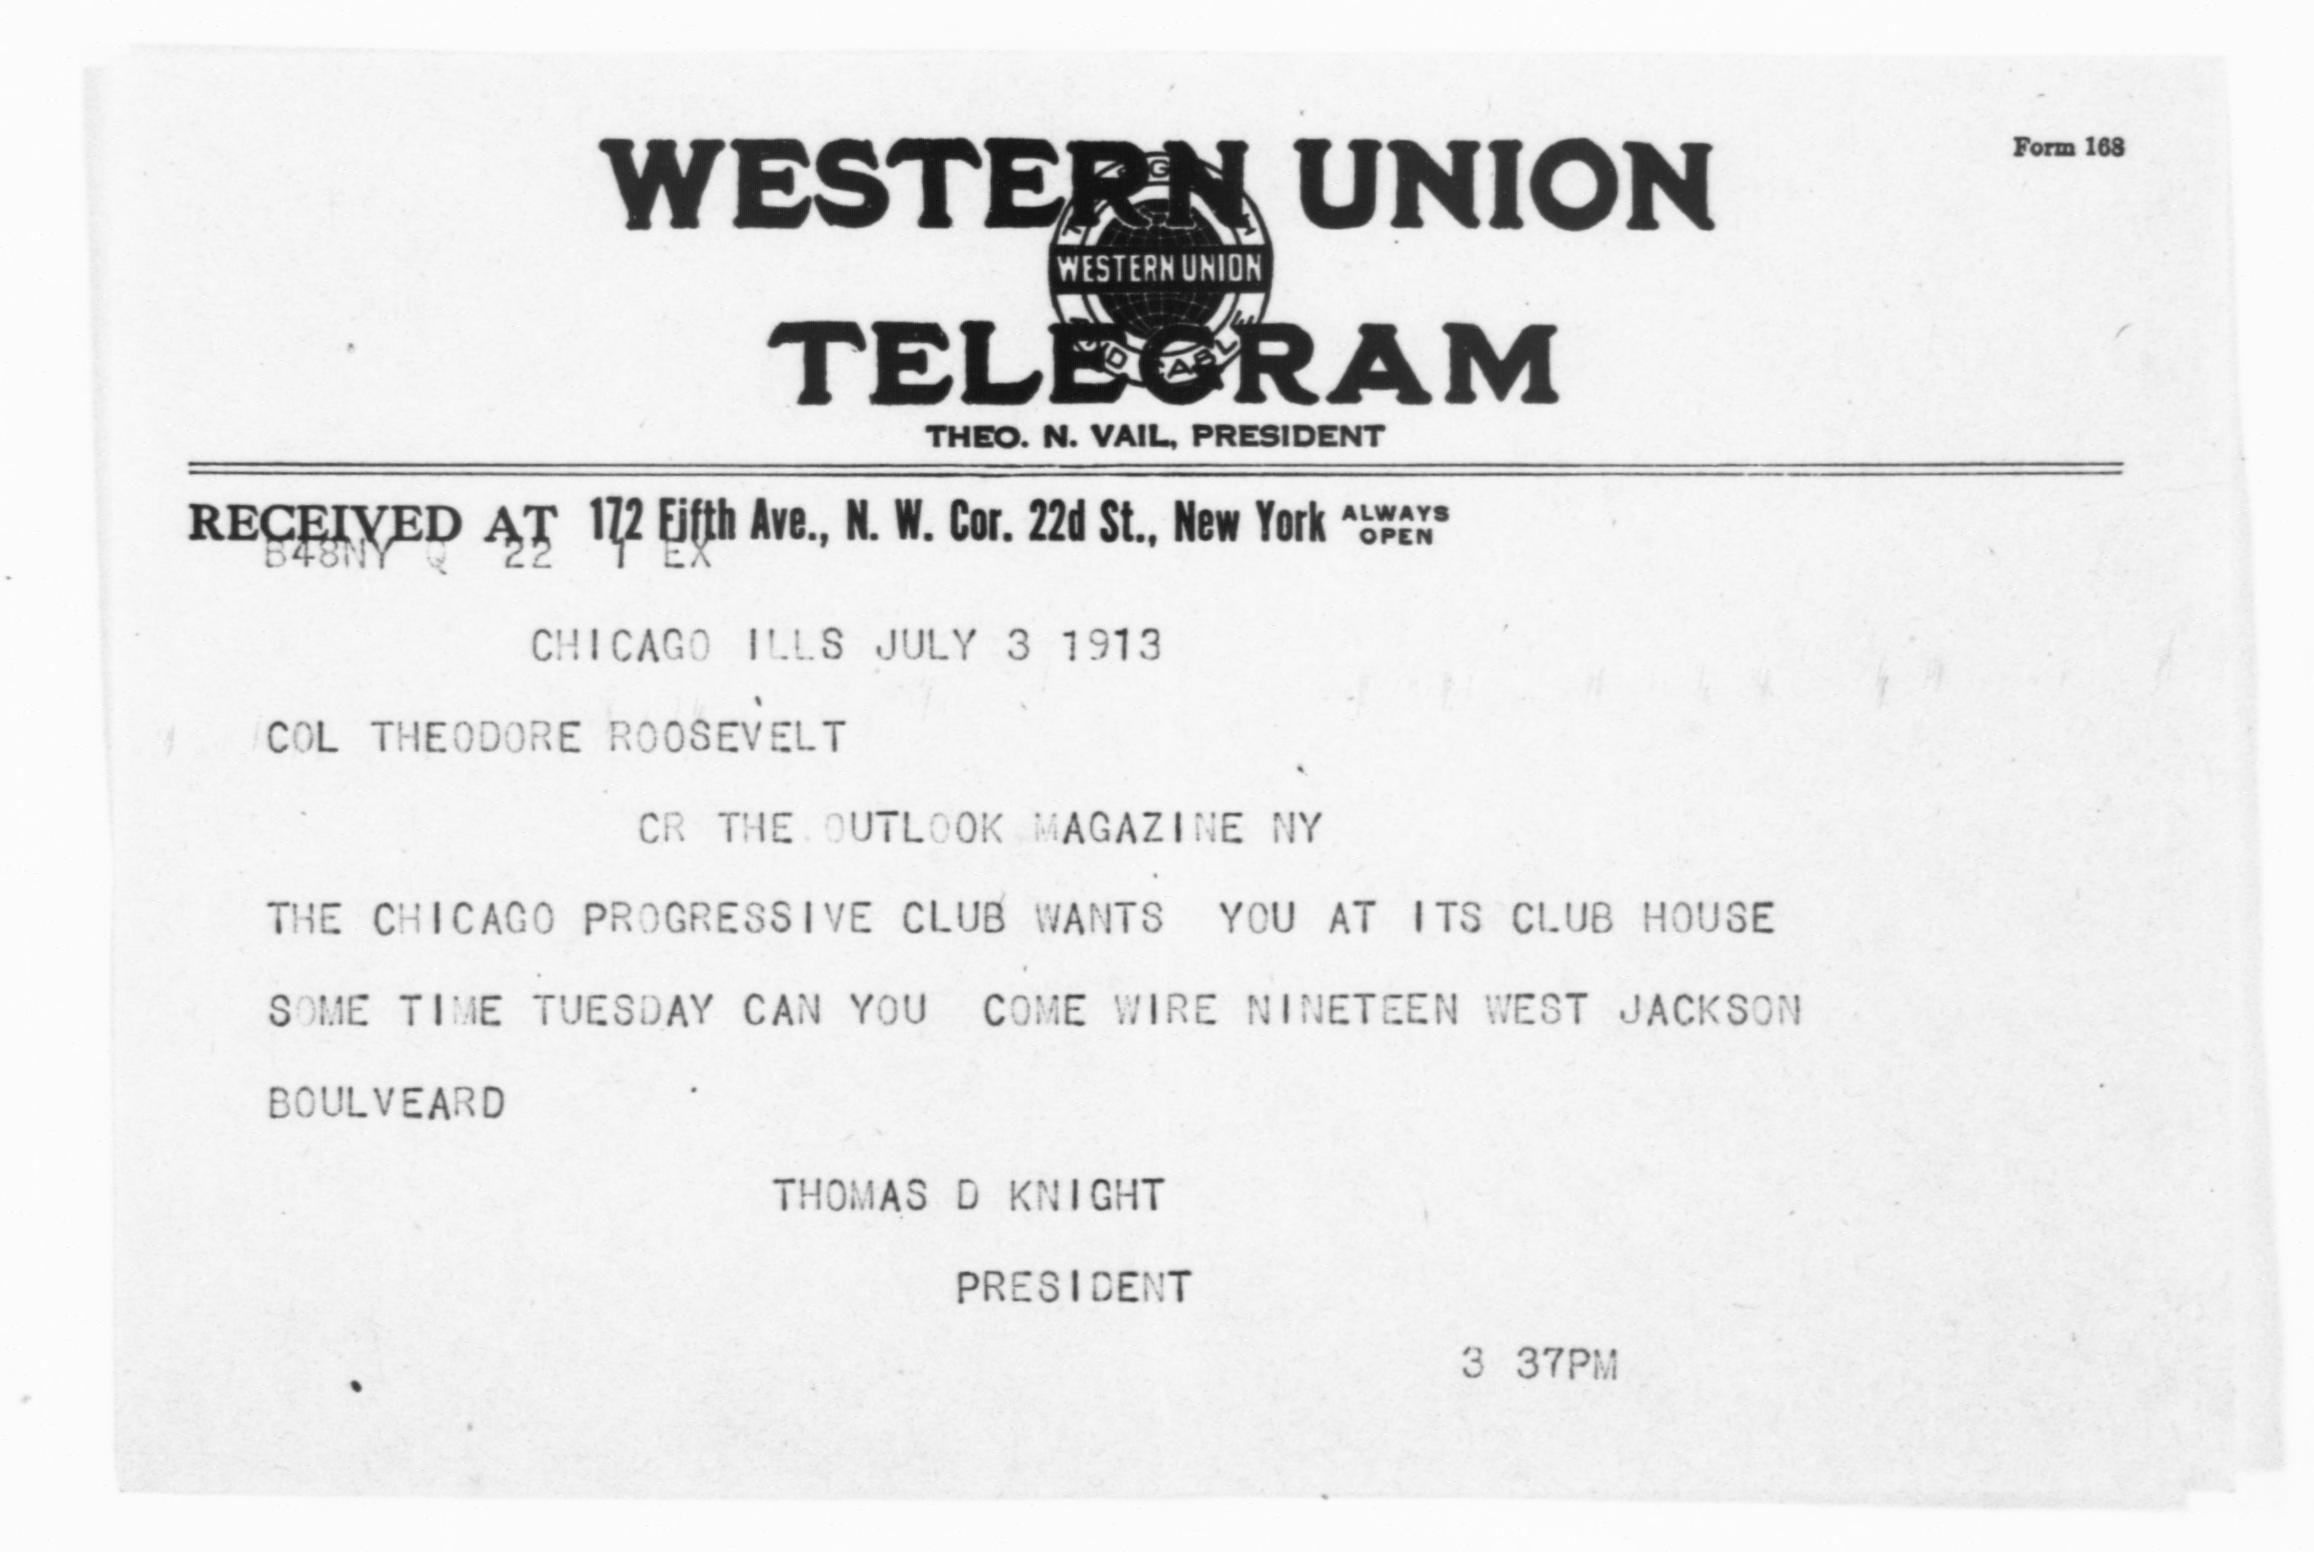 Form 168
WESTERN UNION
WESTERN UNION
TELEGRAM
THEO. N. VAIL, PRESIDENT
RECEIVED AT 172 Fifth Ave., N. W. Cor. 22d St., New York ALWAYS OPEN
B48NY Q 22 1 EX
CHICAGO ILLS JULY 3 1913
COL THEODORE ROOSEVELT
CR THE OUTLOOK MAGAZINE NY
THE CHICAGO PROGRESSIVE CLUB WANTS YOU AT ITS CLUB HOUSE
SOME TIME TUESDAY CAN YOU COME WIRE NINETEEN WEST JACKSON
BOULVEARD
THOMAS D KNIGHT
PRESIDENT
3 37PM